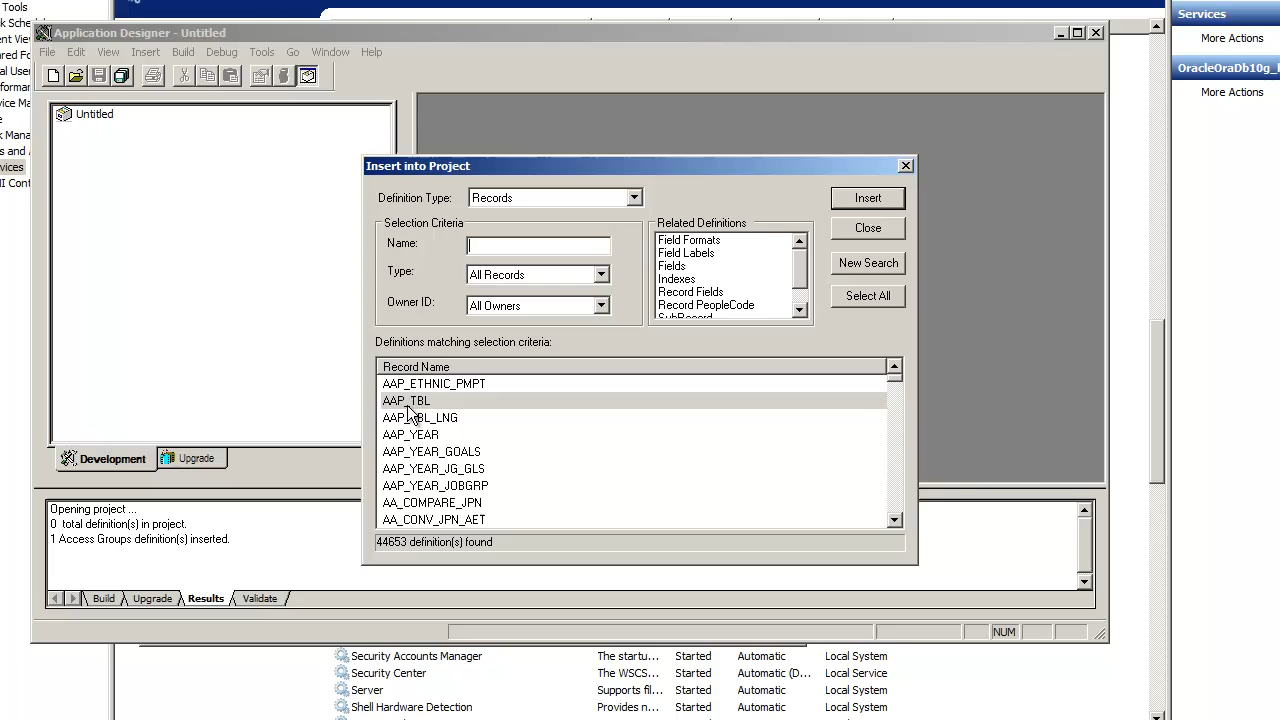 Tools
Services
More Actions
OracleOraDb10g_
More Actions
Application Designer - Untitled
File Edit View Insert Build Debug Tools Go Window Help
Untitled
Development
Upgrade
Insert into Project
Definition Type:
Records
Insert
Selection Criteria
Name:
Type:
All Records
Owner ID:
All Owners
Related Definitions
Field Formats
Field Labels
Fields
Indexes
Record Fields
Record PeopleCode
SubRecord
Close
New Search
Select All
Definitions matching selection criteria:
Record Name
AAP_ETHNIC_PMPT
AAP_TBL
AAP_TBL_LNG
AAP_YEAR
AAP_YEAR_GOALS
AAP_YEAR_JG_GLS
AAP_YEAR_JOBGRP
AA_COMPARE_JPN
AA_CONV_JPN_AET
44653 definition(s) found
Opening project ...
0 total definition(s) in project.
1 Access Groups definition(s) inserted.
Build
Upgrade
Results
Validate
NUM
Security Accounts Manager The startu... Started Automatic Local System
Security Center The WSCS... Started Automatic (D... Local Service
Server Supports fil... Started Automatic Local System
Shell Hardware Detection Provides n... Started Automatic Local System